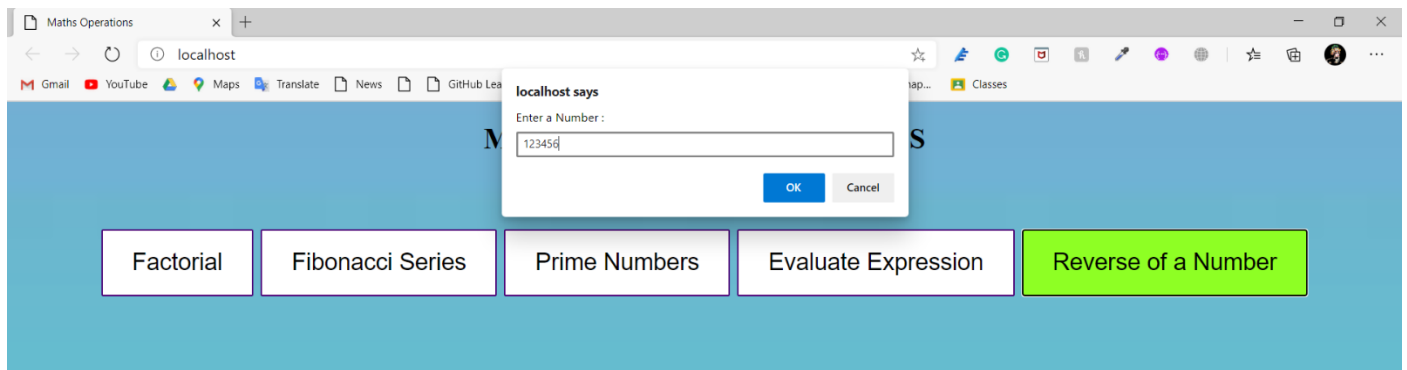 Maths Operations
localhost
Gmail YouTube Maps Translate News GitHub Lea
ap... Classes
localhost says
Enter a Number :
123456
OK Cancel
M S
Factorial Fibonacci Series Prime Numbers Evaluate Expression Reverse of a Number